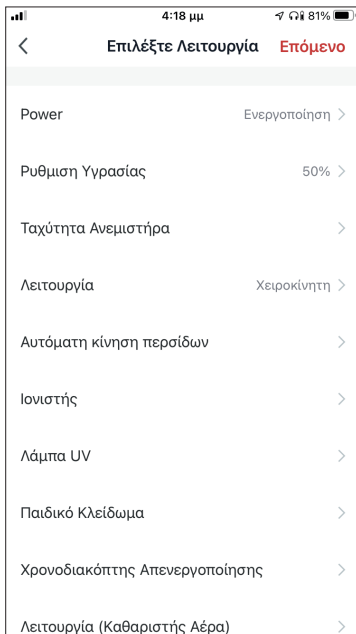 4:18 μμ
81%
Επιλέξτε Λειτουργία
Επόμενο
Power
Ενεργοποίηση
Ρυθμιση Υγρασίας
50%
Ταχύτητα Ανεμιστήρα
Λειτουργία
Χειροκίνητη
Αυτόματη κίνηση περσίδων
Ιονιστής
Λάμπα UV
Παιδικό Κλείδωμα
Χρονοδιακόπτης Απενεργοποίησης
Λειτουργία (Καθαριστής Αέρα)